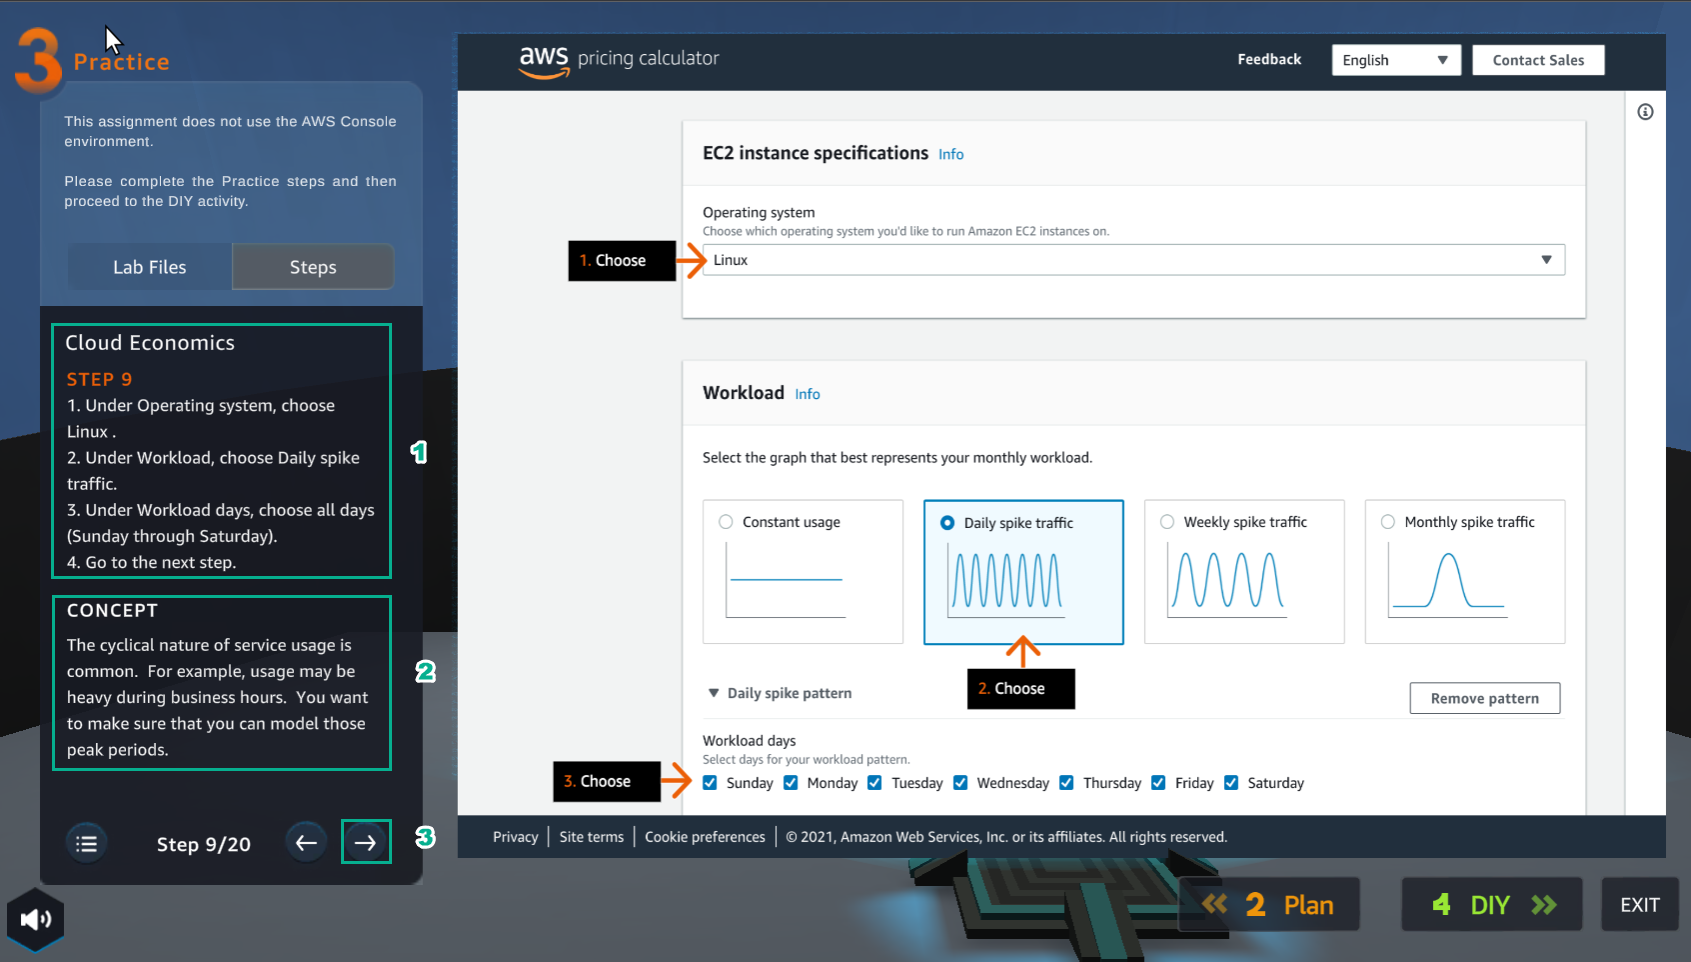 3 Practice
This assignment does not use the AWS Console
environment.
Please complete the Practice steps and then
proceed to the DIY activity.
Lab Files
Steps
Cloud Economics
STEP 9
1. Under Operating system, choose
Linux .
2. Under Workload, choose Daily spike
traffic.
3. Under Workload days, choose all days
(Sunday through Saturday).
4. Go to the next step.
1
CONCEPT
The cyclical nature of service usage is
common.  For example, usage may be
heavy during business hours.  You want
to make sure that you can model those
peak periods.
2
Step 9/20
3
aws pricing calculator
Feedback
English
Contact Sales
EC2 instance specifications Info
Operating system
Choose which operating system you'd like to run Amazon EC2 instances on.
1. Choose
Linux
Workload Info
Select the graph that best represents your monthly workload.
Constant usage
Daily spike traffic
Weekly spike traffic
Monthly spike traffic
2. Choose
Daily spike pattern
Remove pattern
Workload days
Select days for your workload pattern.
3. Choose
Sunday Monday Tuesday Wednesday Thursday Friday Saturday
Privacy | Site terms | Cookie preferences | © 2021, Amazon Web Services, Inc. or its affiliates. All rights reserved.
2 Plan
4 DIY
EXIT